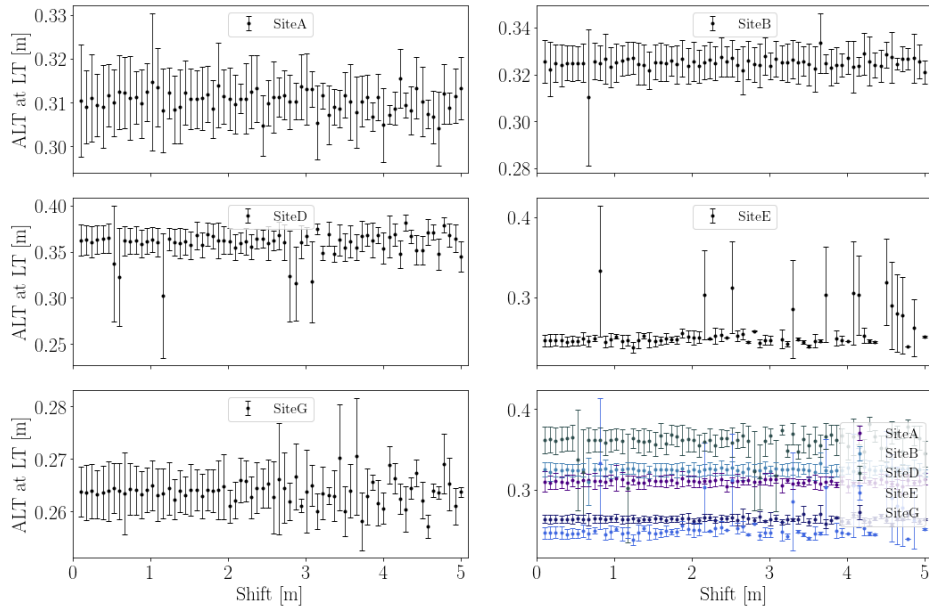 0.33
0.32
0.31
0.30
ALT at LT [m]
SiteA
0.34
0.32
0.30
0.28
SiteB
0.40
0.35
0.30
0.25
ALT at LT [m]
SiteD
0.4
0.3
SiteE
0.28
0.27
0.26
ALT at LT [m]
SiteG
0 1 2 3 4 5
Shift [m]
0.4
0.3
SiteA
SiteB
SiteD
SiteE
SiteG
0 1 2 3 4 5
Shift [m]